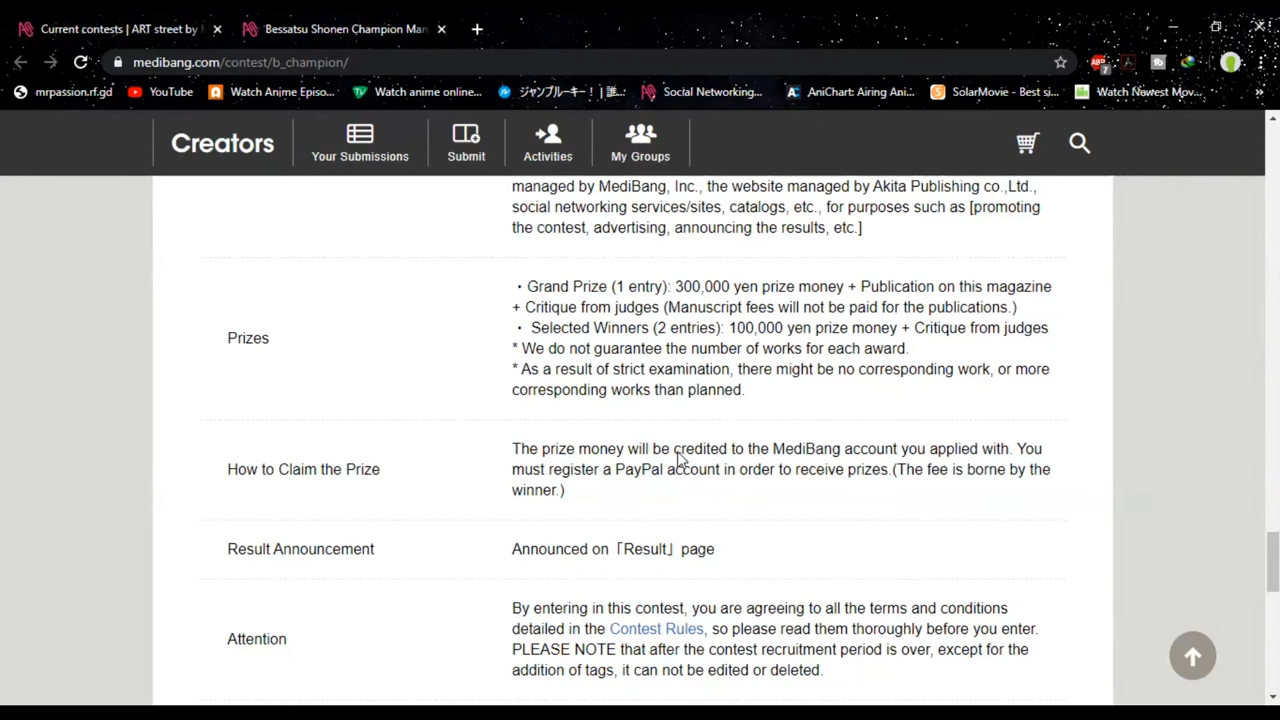 Current contests | ART street by
Bessatsu Shonen Champion Man
medibang.com/contest/b_champion/
mrpassion.rf.gd
YouTube
Watch Anime Episo...
Watch anime online...
ジャンプルーキー！｜誰...
Social Networking...
AniChart: Airing Ani...
SolarMovie - Best si...
Watch Newest Mov...
Creators
Your Submissions
Submit
Activities
My Groups
managed by MediBang, Inc., the website managed by Akita Publishing co.,Ltd.,
social networking services/sites, catalogs, etc., for purposes such as [promoting
the contest, advertising, announcing the results, etc.]
Prizes
・Grand Prize (1 entry): 300,000 yen prize money + Publication on this magazine
+ Critique from judges (Manuscript fees will not be paid for the publications.)
・ Selected Winners (2 entries): 100,000 yen prize money + Critique from judges
* We do not guarantee the number of works for each award.
* As a result of strict examination, there might be no corresponding work, or more
corresponding works than planned.
How to Claim the Prize
The prize money will be credited to the MediBang account you applied with. You
must register a PayPal account in order to receive prizes.(The fee is borne by the
winner.)
Result Announcement
Announced on「Result」page
Attention
By entering in this contest, you are agreeing to all the terms and conditions
detailed in the Contest Rules, so please read them thoroughly before you enter.
PLEASE NOTE that after the contest recruitment period is over, except for the
addition of tags, it can not be edited or deleted.